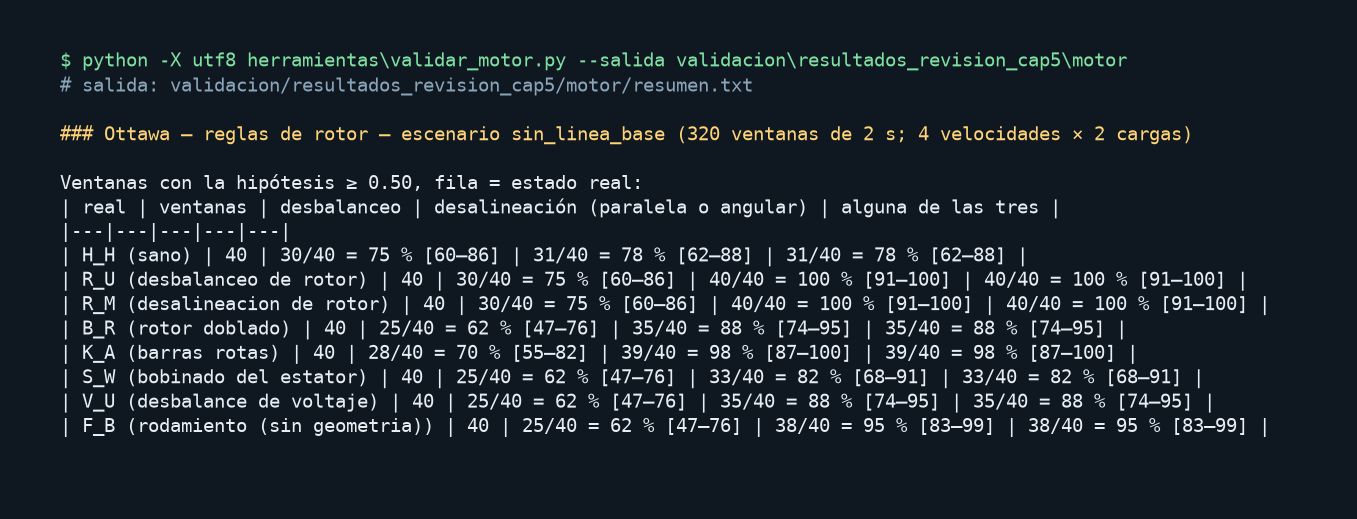 $ python -X utf8 herramientas\validar_motor.py --salida validacion\resultados_revision_cap5\motor
# salida: validacion/resultados_revision_cap5/motor/resumen.txt
### Ottawa — reglas de rotor — escenario sin_linea_base (320 ventanas de 2 s; 4 velocidades × 2 cargas)
Ventanas con la hipótesis ≥ 0.50, fila = estado real:
| real | ventanas | desbalanceo | desalineación (paralela o angular) | alguna de las tres |
|---|---|---|---|---|
| H_H (sano) | 40 | 30/40 = 75 % [60–86] | 31/40 = 78 % [62–88] | 31/40 = 78 % [62–88] |
| R_U (desbalanceo de rotor) | 40 | 30/40 = 75 % [60–86] | 40/40 = 100 % [91–100] | 40/40 = 100 % [91–100] |
| R_M (desalineacion de rotor) | 40 | 30/40 = 75 % [60–86] | 40/40 = 100 % [91–100] | 40/40 = 100 % [91–100] |
| B_R (rotor doblado) | 40 | 25/40 = 62 % [47–76] | 35/40 = 88 % [74–95] | 35/40 = 88 % [74–95] |
| K_A (barras rotas) | 40 | 28/40 = 70 % [55–82] | 39/40 = 98 % [87–100] | 39/40 = 98 % [87–100] |
| S_W (bobinado del estator) | 40 | 25/40 = 62 % [47–76] | 33/40 = 82 % [68–91] | 33/40 = 82 % [68–91] |
| V_U (desbalance de voltaje) | 40 | 25/40 = 62 % [47–76] | 35/40 = 88 % [74–95] | 35/40 = 88 % [74–95] |
| F_B (rodamiento (sin geometria)) | 40 | 25/40 = 62 % [47–76] | 38/40 = 95 % [83–99] | 38/40 = 95 % [83–99] |